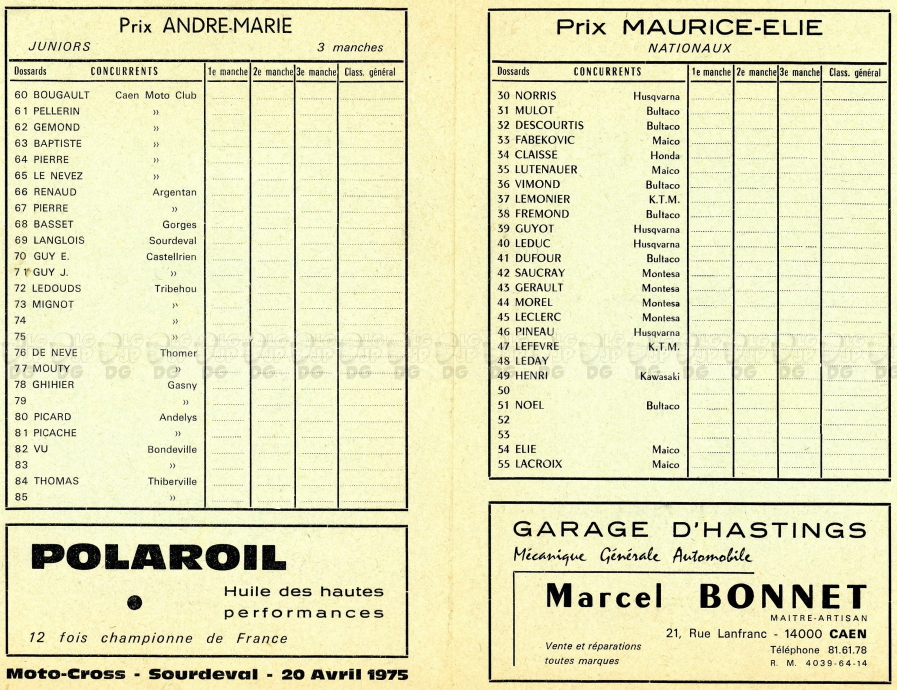 Prix ANDRE-MARIE
JUNIORS 3 manches
Dossards CONCURRENTS 1e manche 2e manche 3e manche Class. général
60 BOUGAULT Caen Moto Club
61 PELLERIN »
62 GEMOND »
63 BAPTISTE »
64 PIERRE »
65 LE NEVEZ »
66 RENAUD Argentan
67 PIERRE »
68 BASSET Gorges
69 LANGLOIS Sourdeval
70 GUY E. Castellrien
71 GUY J. »
72 LEDOUDS Tribehou
73 MIGNOT »
74 »
75 »
76 DE NEVE Thomer
77 MOUTY »
78 GHIHIER Gasny
79 »
80 PICARD Andelys
81 PICACHE »
82 VU Bondeville
83 »
84 THOMAS Thiberville
85 »
POLAROIL
Huile des hautes
performances
12 fois championne de France
Moto-Cross - Sourdeval - 20 Avril 1975
Prix MAURICE-ELIE
NATIONAUX
Dossards CONCURRENTS 1e manche 2e manche 3e manche Class. général
30 NORRIS Husqvarna
31 MULOT Bultaco
32 DESCOURTIS Bultaco
33 FABEKOVIC Maico
34 CLAISSE Honda
35 LUTENAUER Maico
36 VIMOND Bultaco
37 LEMONIER K.T.M.
38 FREMOND Bultaco
39 GUYOT Husqvarna
40 LEDUC Husqvarna
41 DUFOUR Bultaco
42 SAUCRAY Montesa
43 GERAULT Montesa
44 MOREL Montesa
45 LECLERC Montesa
46 PINEAU Husqvarna
47 LEFEVRE K.T.M.
48 LEDAY
49 HENRI Kawasaki
50
51 NOEL Bultaco
52
53
54 ELIE Maico
55 LACROIX Maico
GARAGE D'HASTINGS
Mécanique Générale Automobile
Marcel BONNET
MAITRE-ARTISAN
21, Rue Lanfranc - 14000 CAEN
Vente et réparations
toutes marques
Téléphone 81.61.78
R. M. 4039-64-14